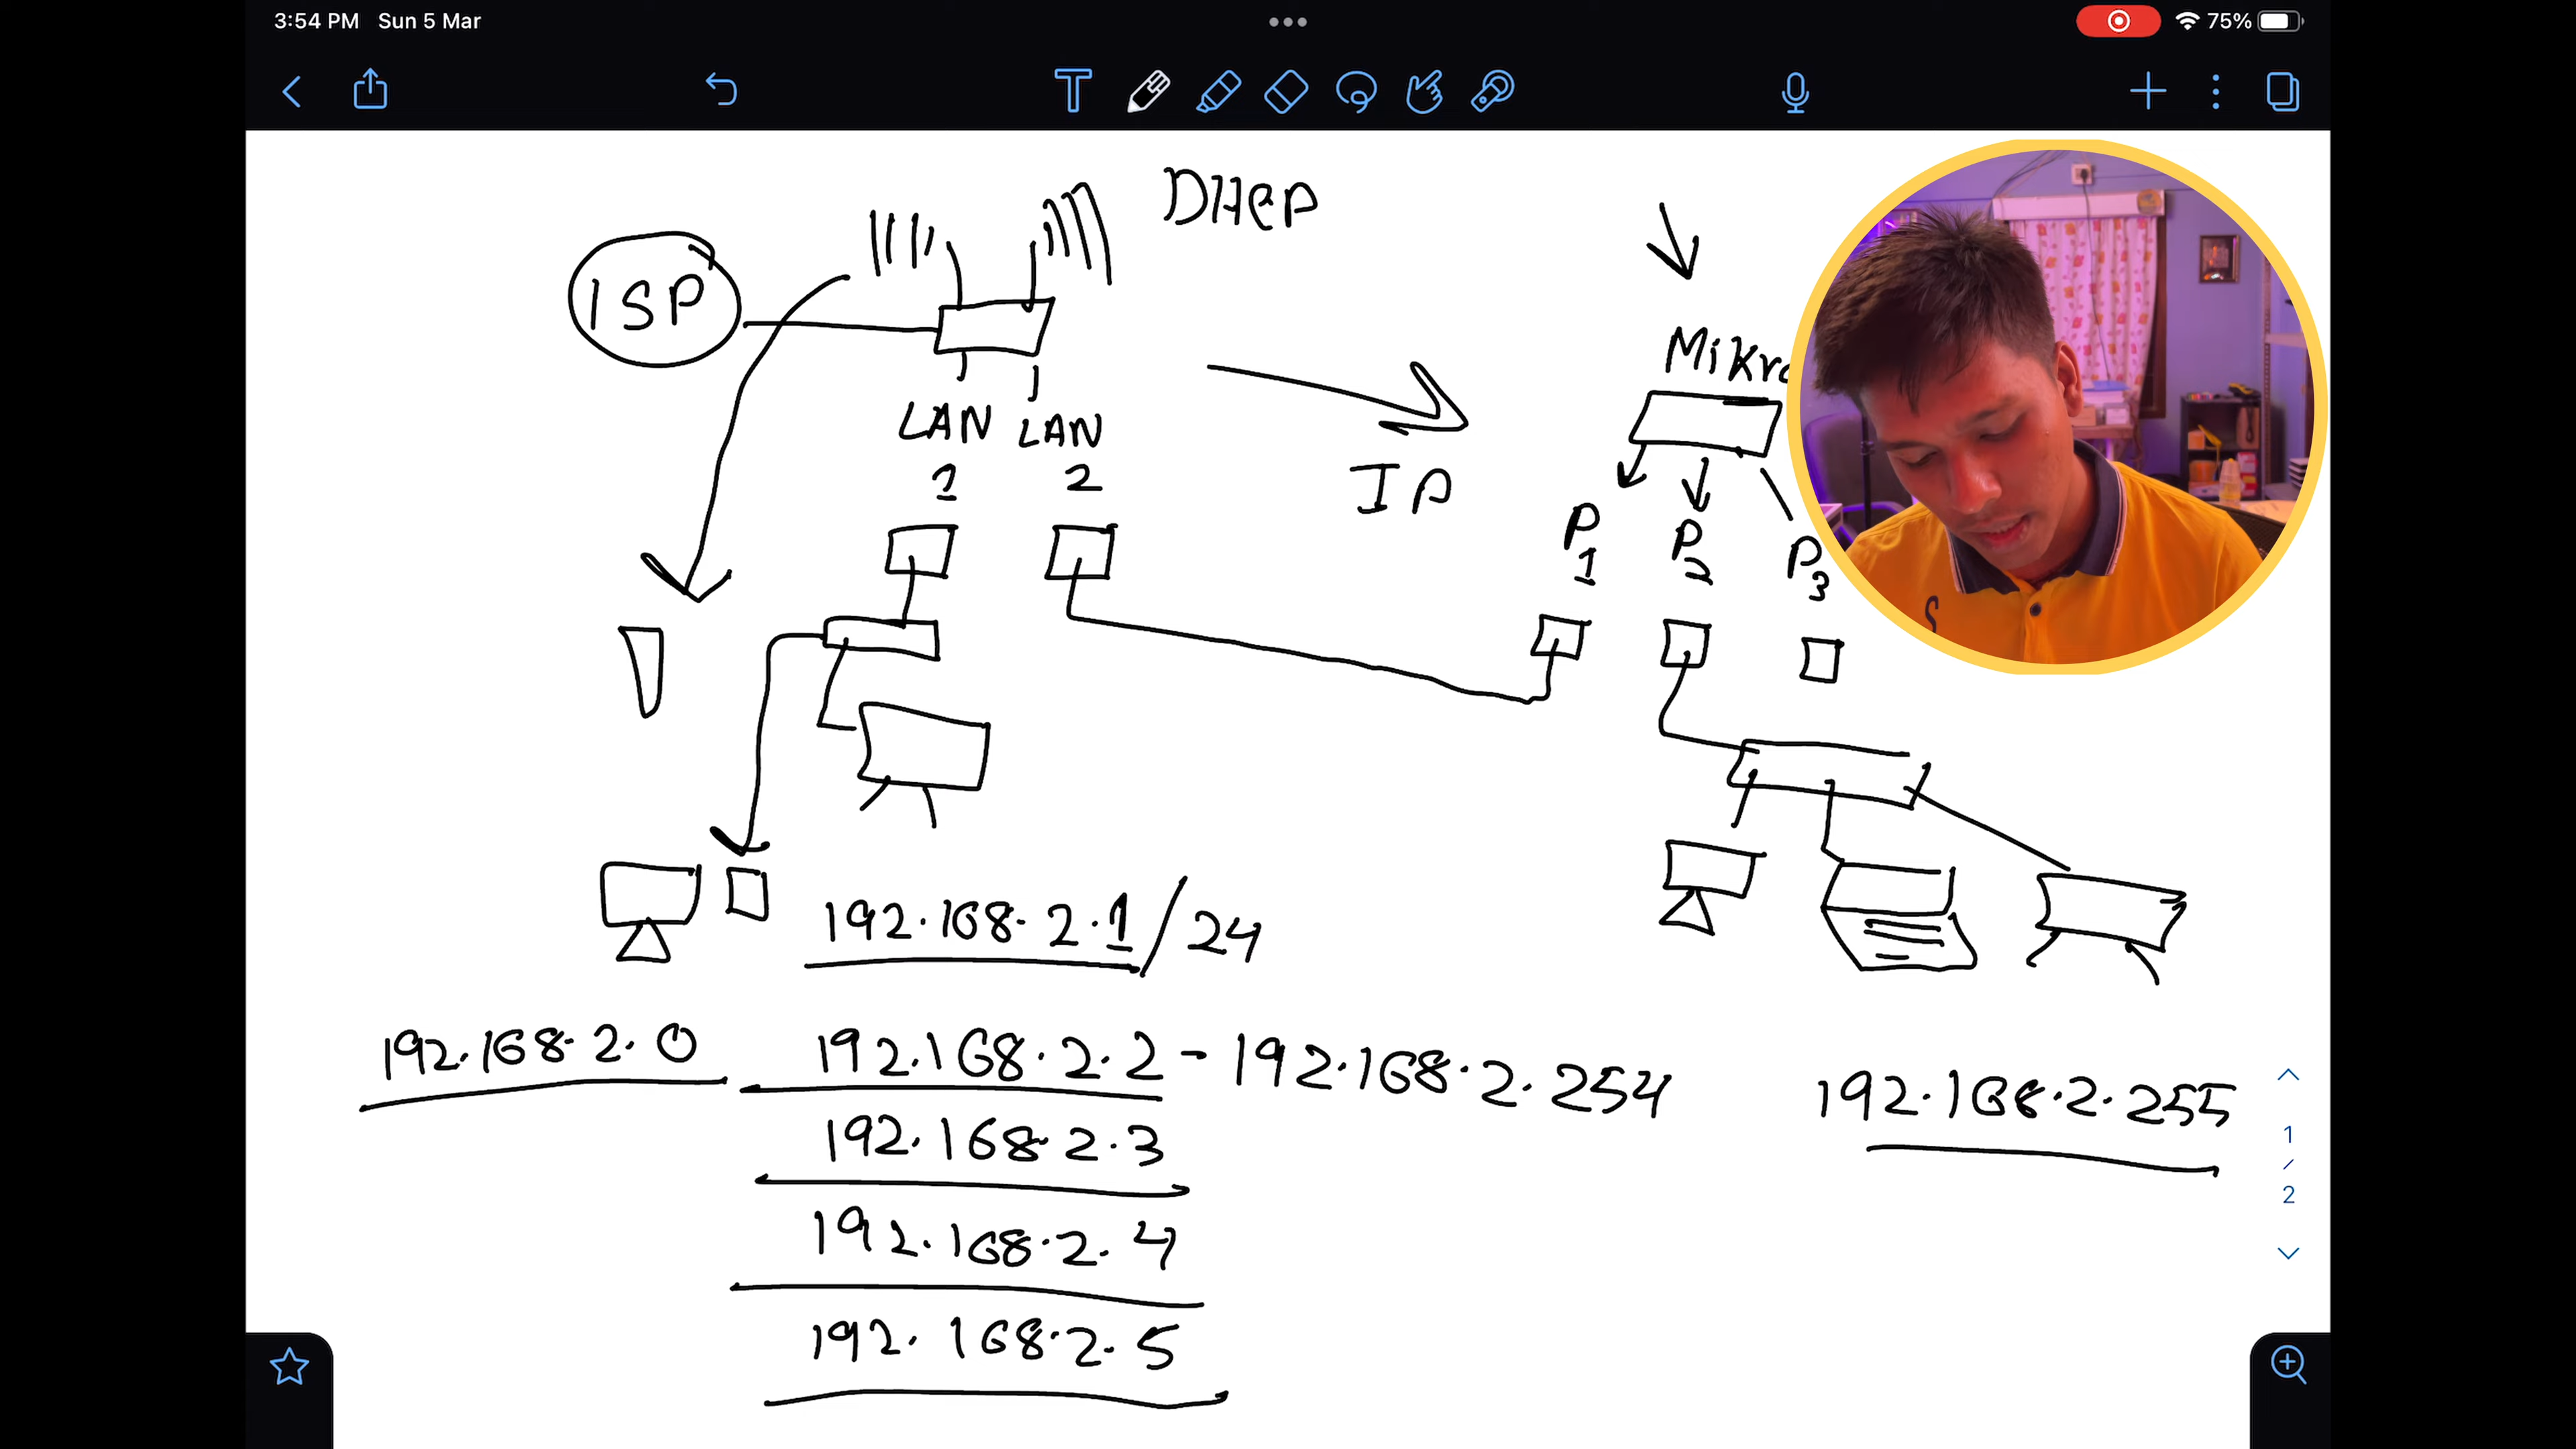 3:54 PM Sun 5 Mar
75%
DHCP
ISP
Mikro
LAN LAN
1 2
IP
P1 P2 P3
192.168.2.1/24
192.168.2.0 192.168.2.2 - 192.168.2.254 192.168.2.255
192.168.2.3
192.168.2.4
192.168.2.5
1
/
2